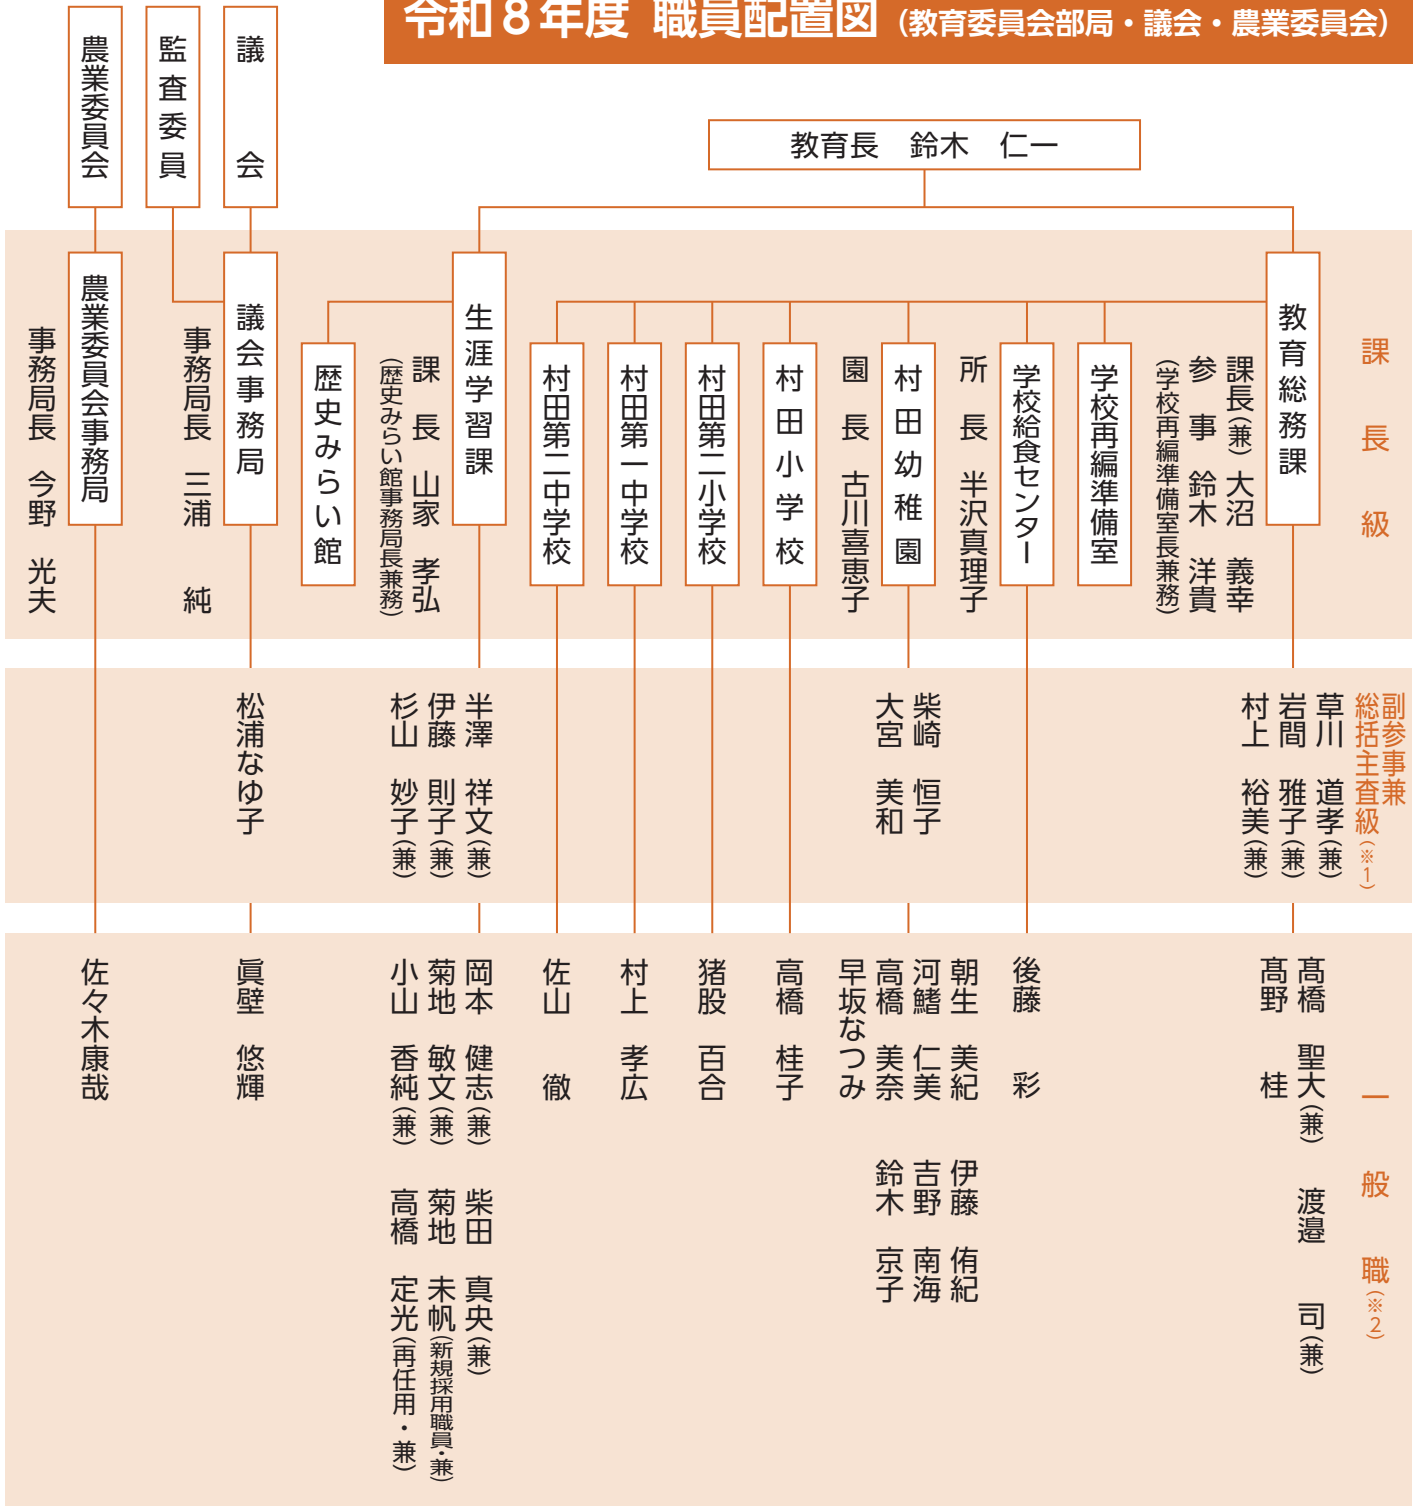 令和８年度 職員配置図（教育委員会部局・議会・農業委員会）
教育長　鈴木　仁一
議会
監査委員
農業委員会
課長級
教育総務課
課長（兼）大沼　義幸
参事　鈴木　洋貴
（学校再編準備室長兼務）
学校再編準備室
学校給食センター
所長　半沢真理子
村田幼稚園
園長　古川喜恵子
村田小学校
村田第二小学校
村田第一中学校
村田第二中学校
生涯学習課
課長　山家　孝弘
（歴史みらい館事務局長兼務）
歴史みらい館
議会事務局
事務局長　三浦　純
農業委員会事務局
事務局長　今野　光夫
副参事兼
総括主査級（※１）
草川　道孝（兼）
岩間　雅子（兼）
村上　裕美（兼）
柴崎　恒子
大宮　美和
半澤　祥文（兼）
伊藤　則子（兼）
杉山　妙子（兼）
松浦なゆ子
一般職（※２）
髙橋　聖大（兼）　渡邉　司（兼）
髙野　桂
後藤　彩
朝生　美紀　伊藤　侑紀
河鰭　仁美　吉野　南海
高橋　美奈　鈴木　京子
早坂なつみ
高橋　桂子
猪股　百合
村上　孝広
佐山　徹
岡本　健志（兼）　柴田　真央（兼）
菊地　敏文（兼）　菊地　未帆（新規採用職員・兼）
小山　香純（兼）　高橋　定光（再任用・兼）
眞壁　悠輝
佐々木康哉